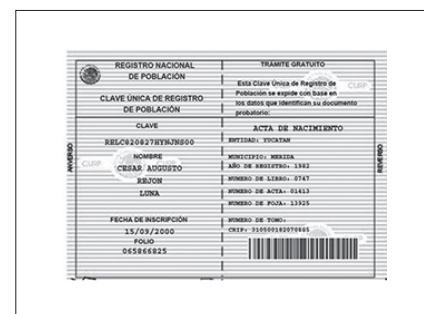 REGISTRO NACIONAL
DE POBLACIÓN
CLAVE ÚNICA DE REGISTRO
DE POBLACIÓN
CLAVE
RELC820827HYNJNS00
NOMBRE
CESAR AUGUSTO
REJON
LUNA
FECHA DE INSCRIPCIÓN
15/09/2000
FOLIO
065866825
ANVERSO
TRÁMITE GRATUITO
Esta Clave Única de Registro de
Población se expide con base en
los datos que identifican su documento
probatorio:
ACTA DE NACIMIENTO
ENTIDAD: YUCATAN
MUNICIPIO: MERIDA
AÑO DE REGISTRO: 1982
NUMERO DE LIBRO: 0747
NUMERO DE ACTA: 01413
NUMERO DE FOJA: 13925
NUMERO DE TOMO:
CRIP: 310500182070865
REVERSO
CURP
CURP